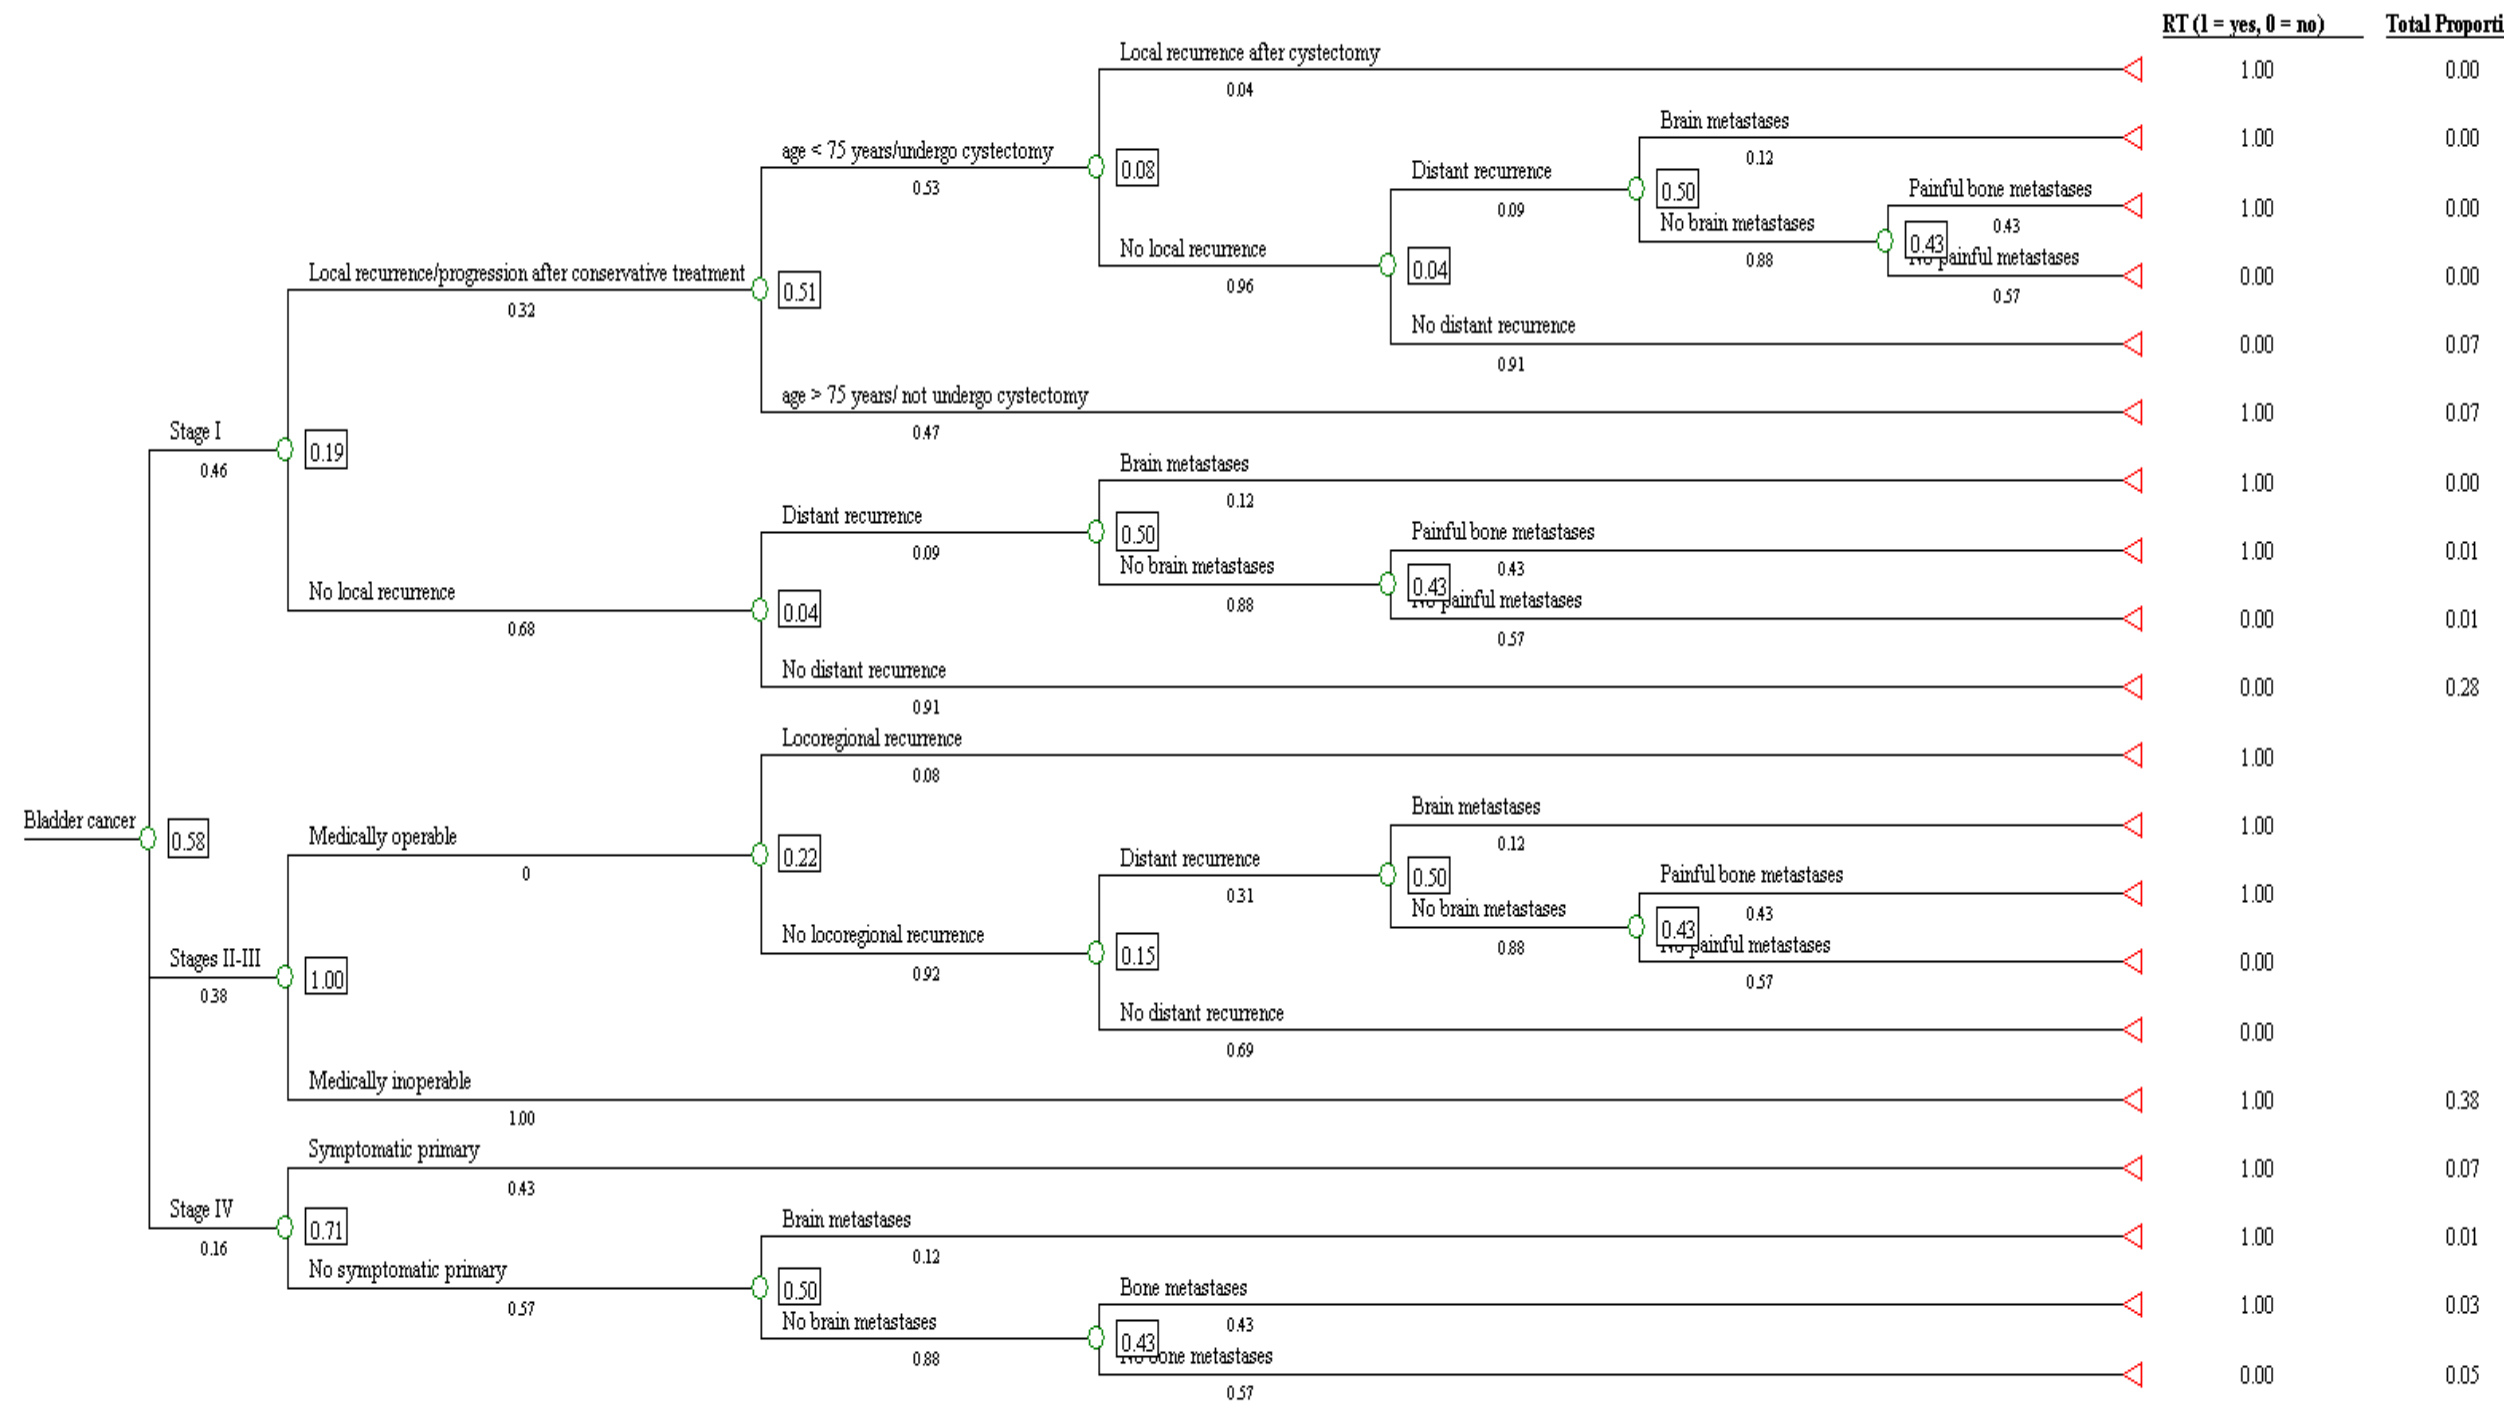 RT (1 = yes, 0 = no) Total Proporti
Local recurrence after cystectomy
0.04
1.00 0.00
Brain metastases
0.12
1.00 0.00
age < 75 years/undergo cystectomy
0.53
0.08
Distant recurrence
0.09
0.50
Painful bone metastases
0.43
1.00 0.00
No brain metastases
0.88
0.43
No painful metastases
0.57
0.00 0.00
No local recurrence
0.96
0.04
Local recurrence/progression after conservative treatment
0.32
0.51
No distant recurrence
0.91
0.00 0.07
age > 75 years/ not undergo cystectomy
0.47
1.00 0.07
Stage I
0.46
0.19
Brain metastases
0.12
1.00 0.00
Distant recurrence
0.09
0.50
Painful bone metastases
0.43
1.00 0.01
No brain metastases
0.88
0.43
No painful metastases
0.57
0.00 0.01
No local recurrence
0.68
0.04
No distant recurrence
0.91
0.00 0.28
Locoregional recurrence
0.08
1.00
Bladder cancer
0.58
Medically operable
0
0.22
Brain metastases
0.12
1.00
Distant recurrence
0.31
0.50
Painful bone metastases
0.43
1.00
No brain metastases
0.88
0.43
No painful metastases
0.57
0.00
No locoregional recurrence
0.92
0.15
Stages II-III
0.38
1.00
No distant recurrence
0.69
0.00
Medically inoperable
1.00
1.00 0.38
Symptomatic primary
0.43
1.00 0.07
Stage IV
0.16
0.71
Brain metastases
0.12
1.00 0.01
No symptomatic primary
0.57
0.50
Bone metastases
0.43
1.00 0.03
No brain metastases
0.88
0.43
No bone metastases
0.57
0.00 0.05